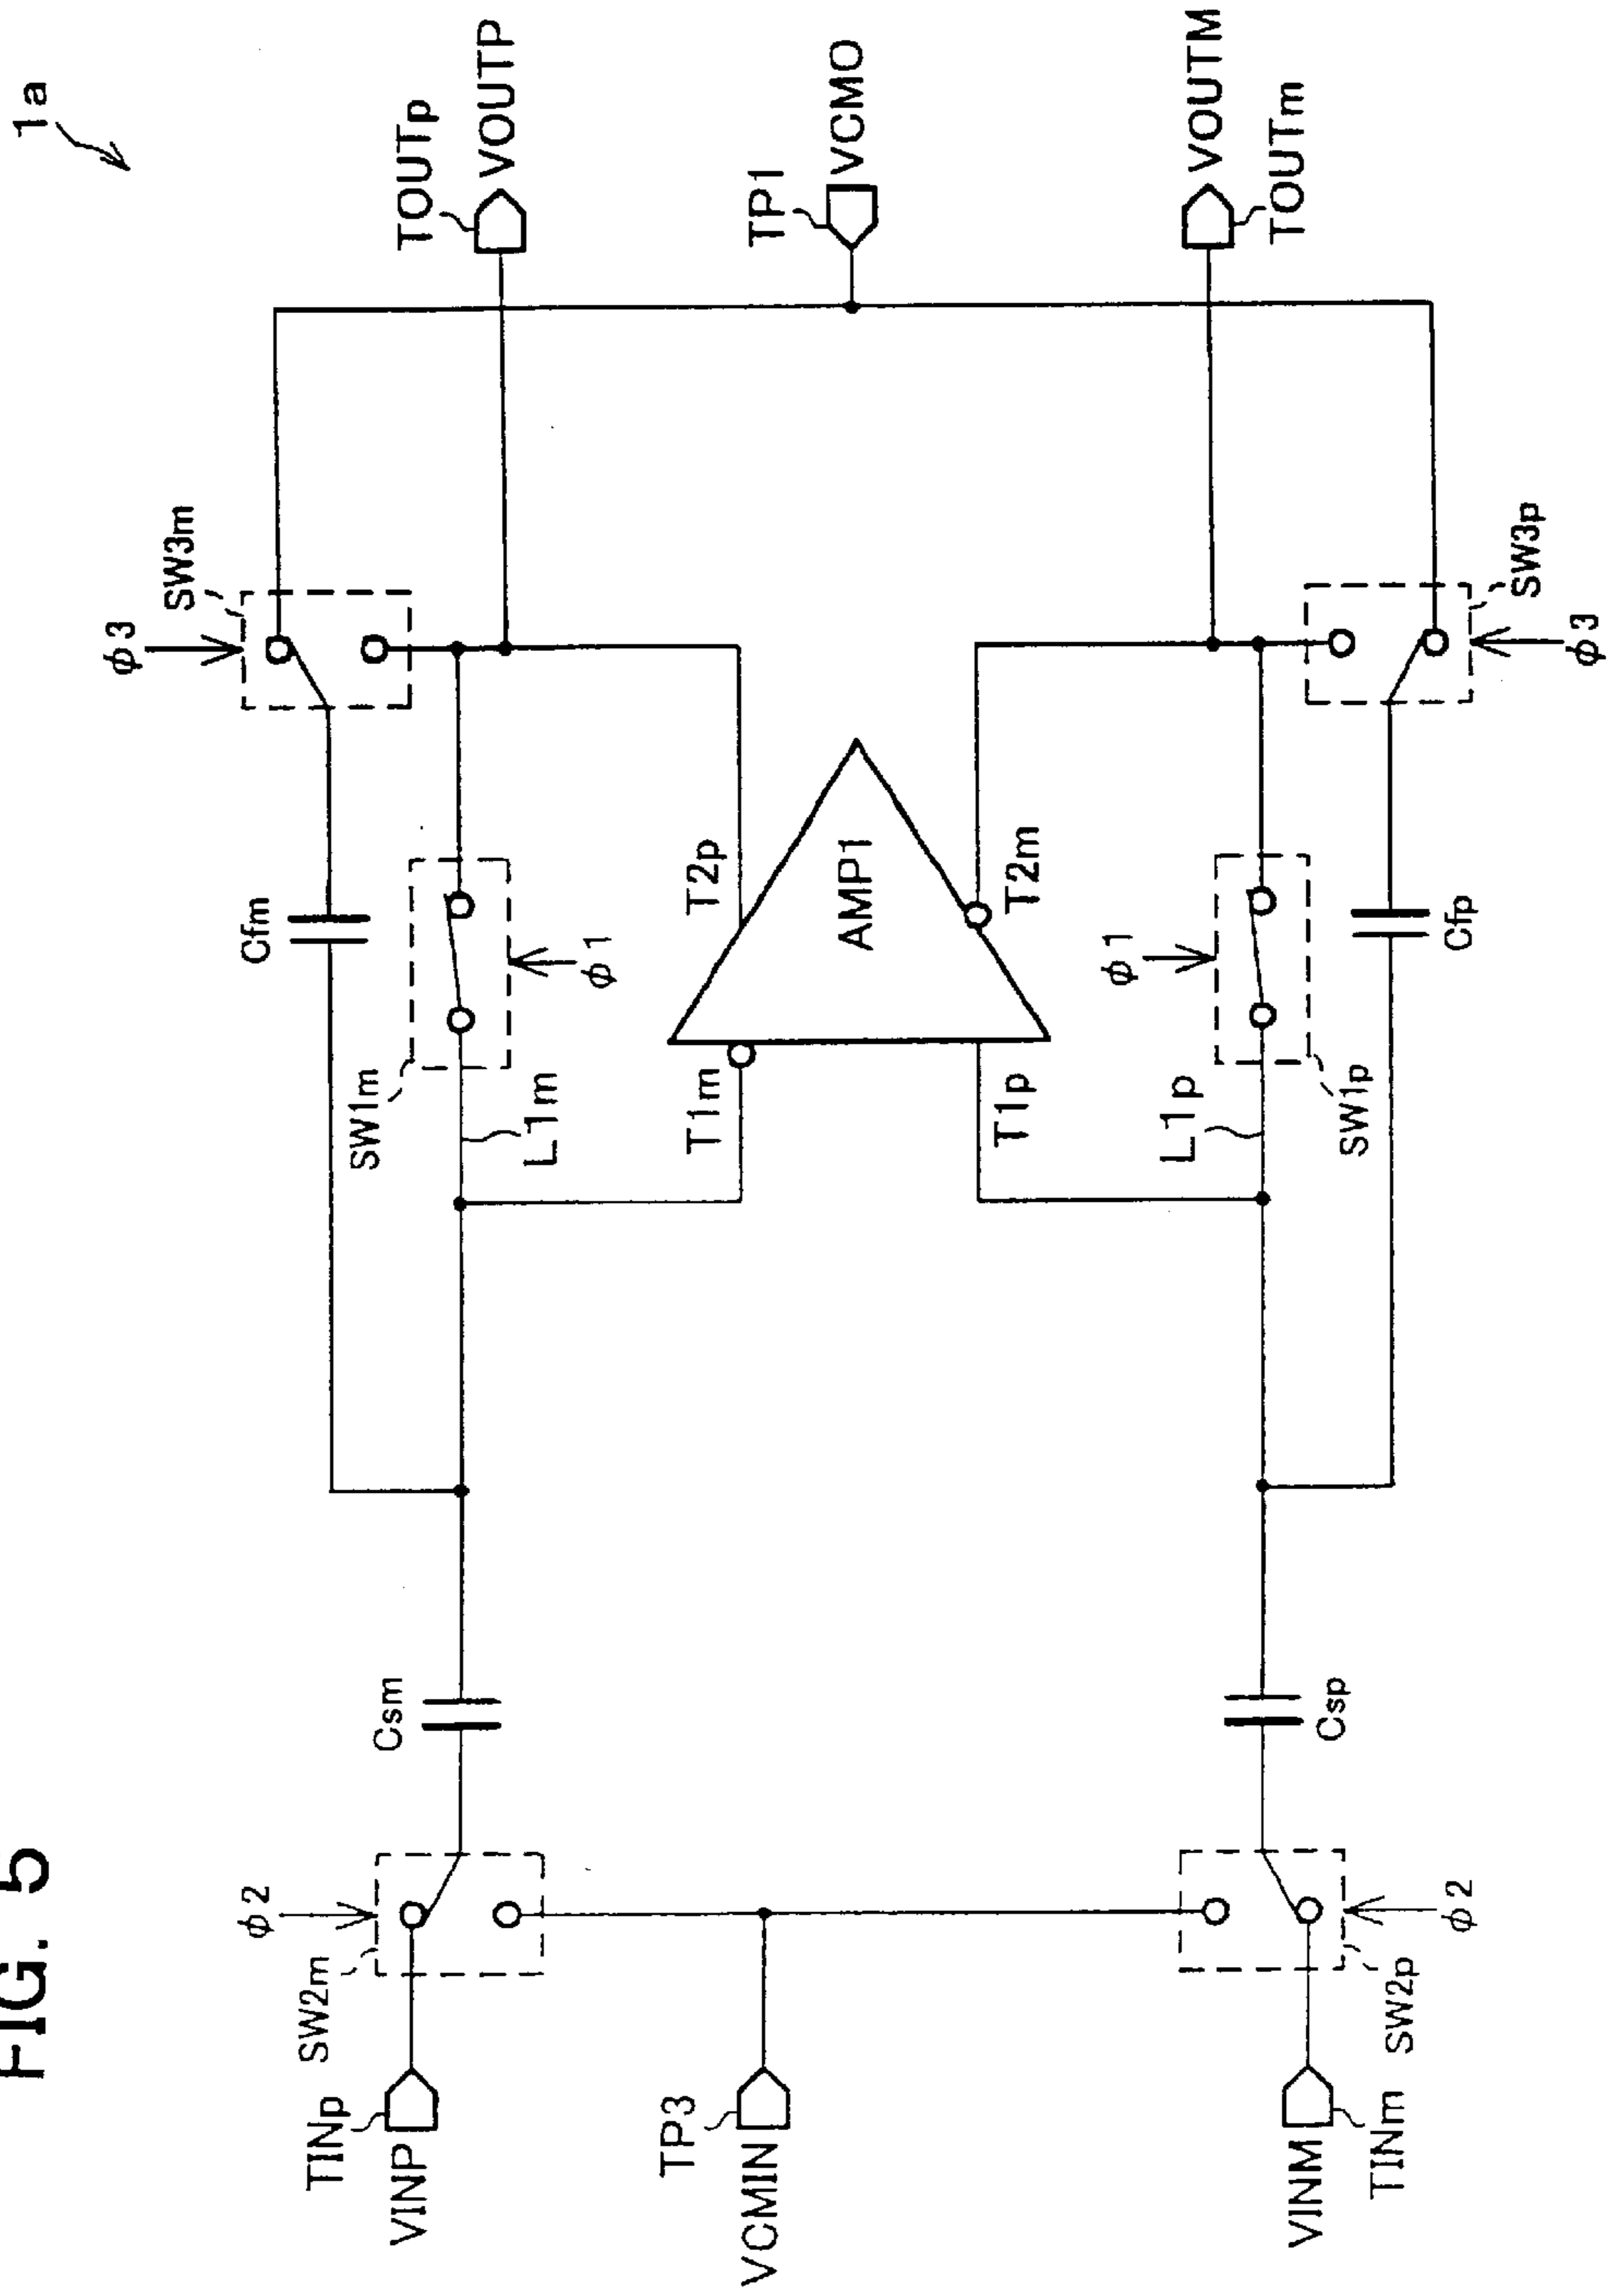 FIG. 5
1a
φ2
SW2m
TINp
VINP
Csm
Cfm
φ3
SW3m
SW1m
φ1
L1m
TOUTp
VOUTP
T1m
T2p
TP3
VCMIN
AMP1
TP1
VCMO
T1p
T2m
L1p
φ1
SW1p
VOUTM
TOUTm
VINM
TINm
SW2p
φ2
Csp
Cfp
SW3p
φ3